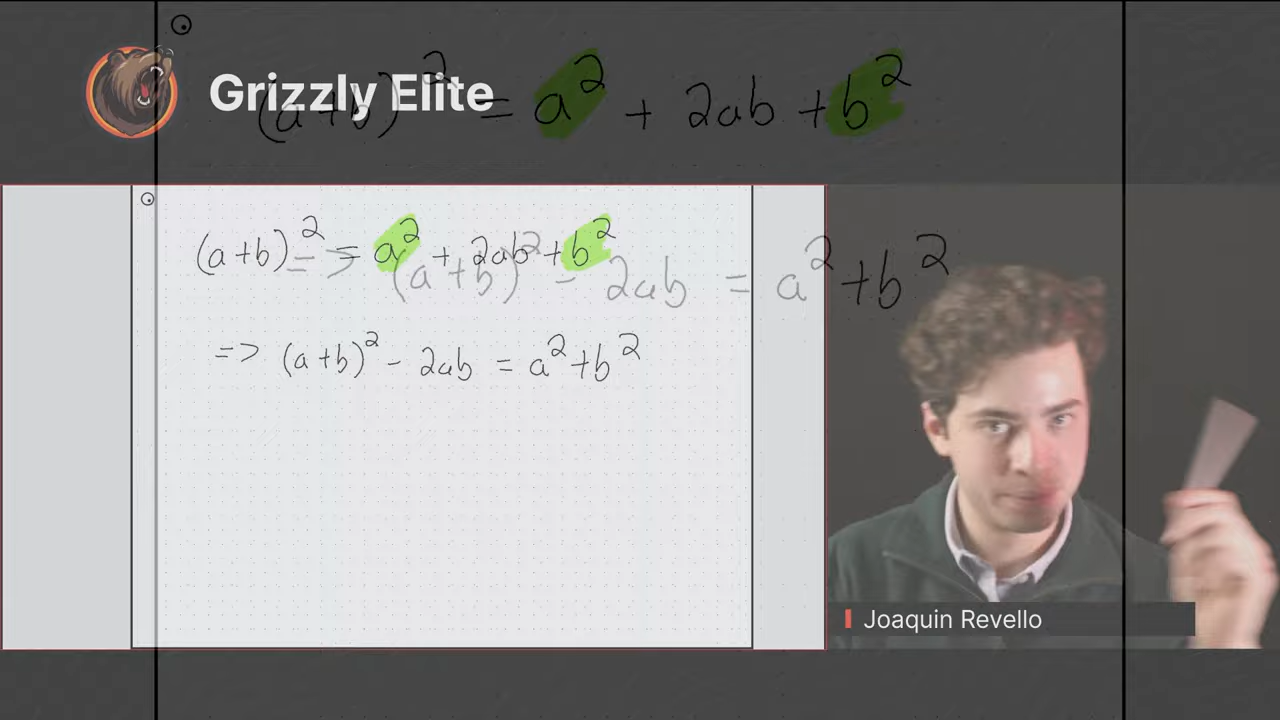 Grizzly Elite
(a+b)² = a² + 2ab + b²
=> (a+b)² - 2ab = a² + b²
(a+b)² = a² + 2ab + b²
=> (a+b)² - 2ab = a² + b²
Joaquin Revello